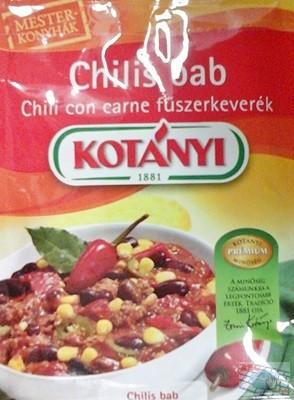 MESTER-
KONYHÁK
Chilis bab
Chili con carne fűszerkeverék
KOTÁNYI
1881
KOTÁNYI
PRÉMIUM
MINŐSÉG
A MINŐSÉG
SZÁMUNKRA A
LEGFONTOSABB
ÉRTÉK. TRADÍCIÓ
1881 ÓTA.
Chilis bab